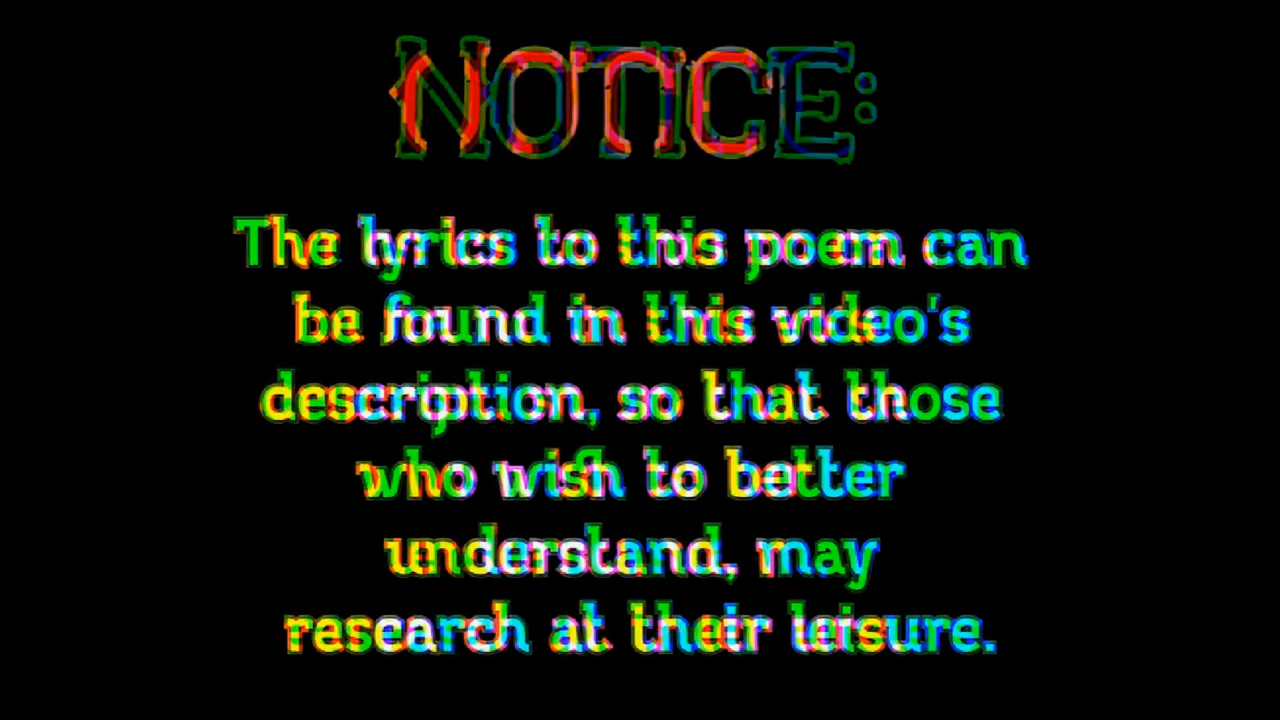 NOTICE:
The lyrics to this poem can
be found in this video's
description, so that those
who wish to better
understand, may
research at their leisure.